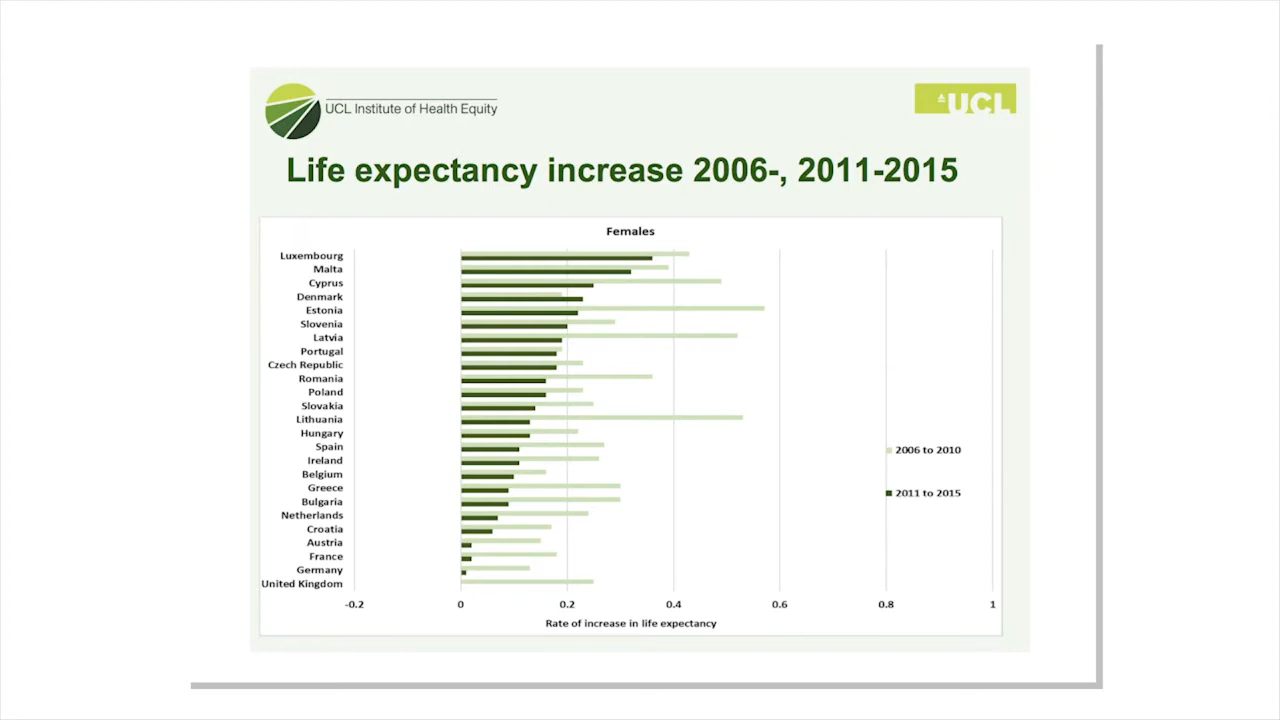 UCL Institute of Health Equity
UCL
Life expectancy increase 2006-, 2011-2015
Females
Luxembourg
Malta
Cyprus
Denmark
Estonia
Slovenia
Latvia
Portugal
Czech Republic
Romania
Poland
Slovakia
Lithuania
Hungary
Spain
Ireland
Belgium
Greece
Bulgaria
Netherlands
Croatia
Austria
France
Germany
United Kingdom
2006 to 2010
2011 to 2015
-0.2 0 0.2 0.4 0.6 0.8 1
Rate of increase in life expectancy